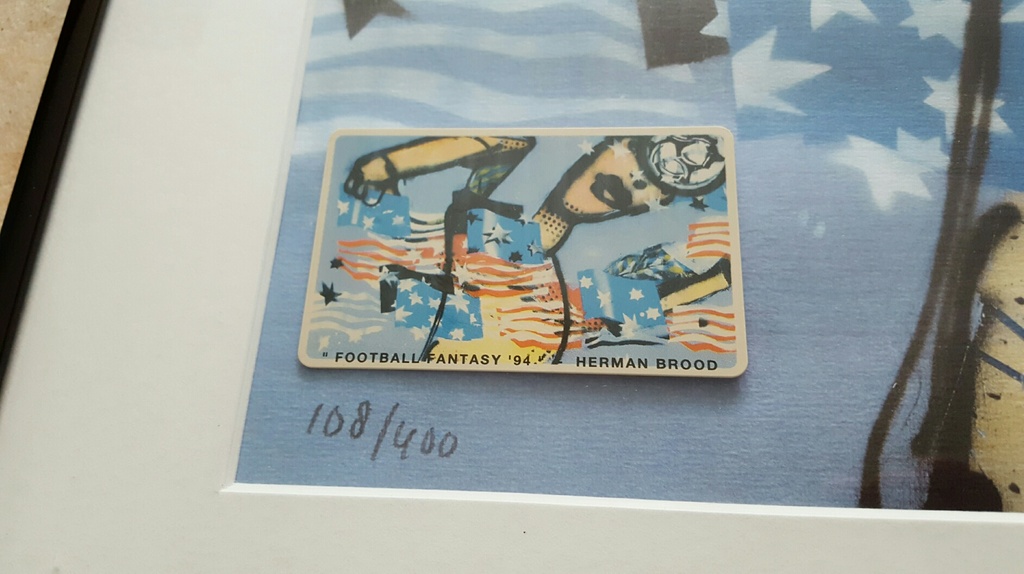 " FOOTBALL FANTASY '94." - HERMAN BROOD
108/400